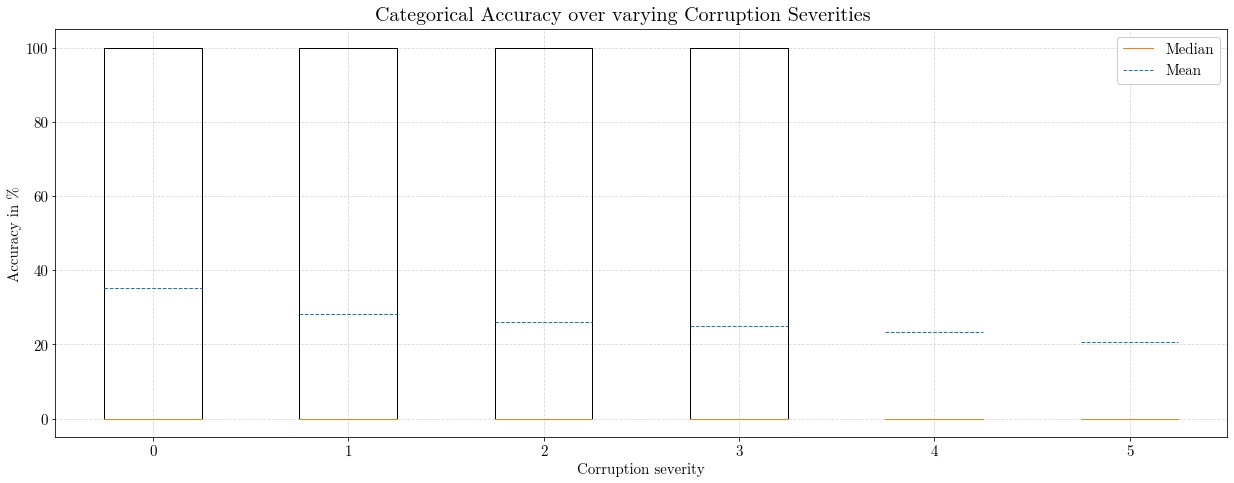 Categorical Accuracy over varying Corruption Severities
Median
Mean
Accuracy in %
100
80
60
40
20
0
0 1 2 3 4 5
Corruption severity